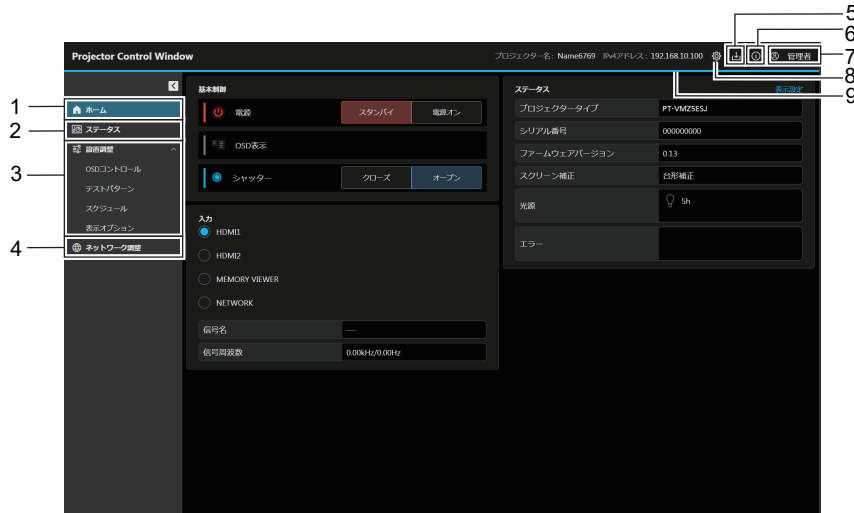 5
6
Projector Control Window
プロジェクター名: Name6769 IPv4アドレス: 192.168.10.100 管理者
7
8
9
1
ホーム
2
ステータス
3
設置調整
OSDコントロール
テストパターン
スケジュール
表示オプション
4
ネットワーク調整
基本制御
電源 スタンバイ 電源オン
OSD表示
シャッター クローズ オープン
入力
HDMI1
HDMI2
MEMORY VIEWER
NETWORK
信号名 ---
信号周波数 0.00kHz/0.00Hz
ステータス 表示設定
プロジェクタータイプ PT-VMZ5ESJ
シリアル番号 000000000
ファームウェアバージョン 0.13
スクリーン補正 台形補正
光源 5h
エラー